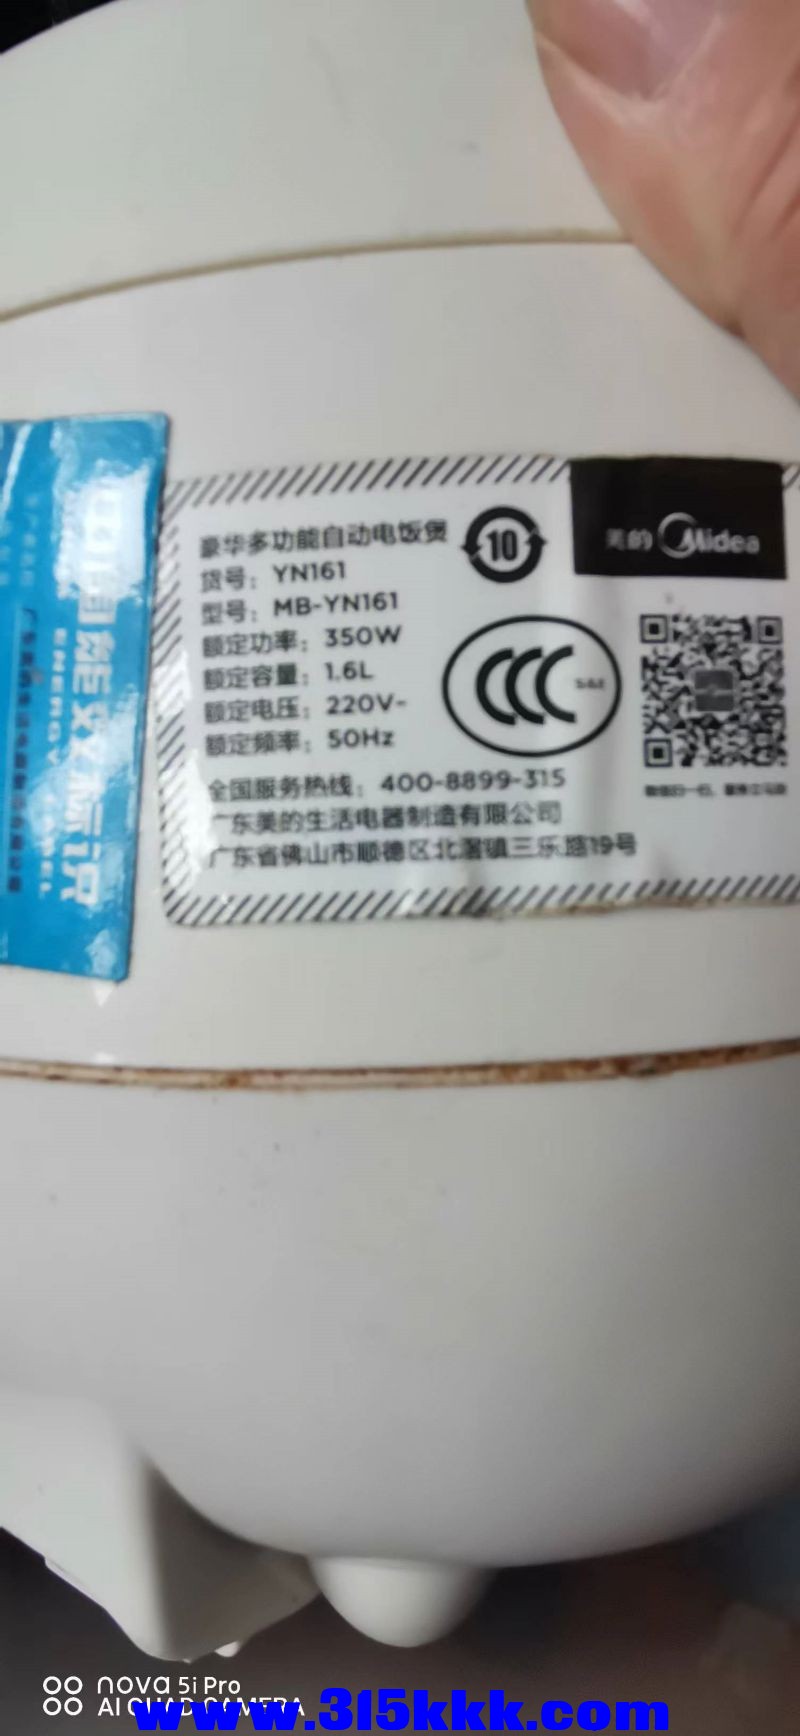 豪华多功能自动电饭煲
10
美的 Midea
货号：YN161
型号：MB-YN161
额定功率：350W
额定容量：1.6L
额定电压：220V~
额定频率：50Hz
CCC S&E
全国服务热线：400-8899-315
广东美的生活电器制造有限公司
广东省佛山市顺德区北滘镇三乐路19号
中国能效标识
ENERGY LABEL
nova 5i Pro
AI QUAD CAMERA
www.315kkk.com